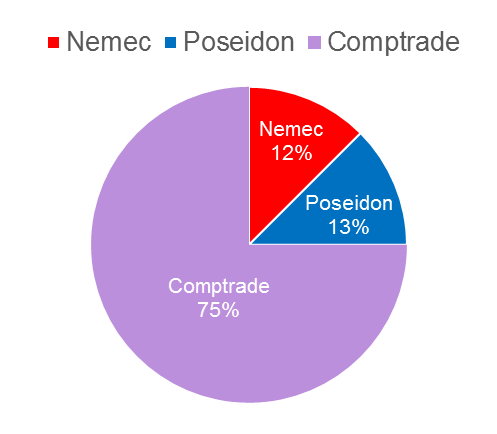 Nemec Poseidon Comptrade
Nemec
12%
Poseidon
13%
Comptrade
75%